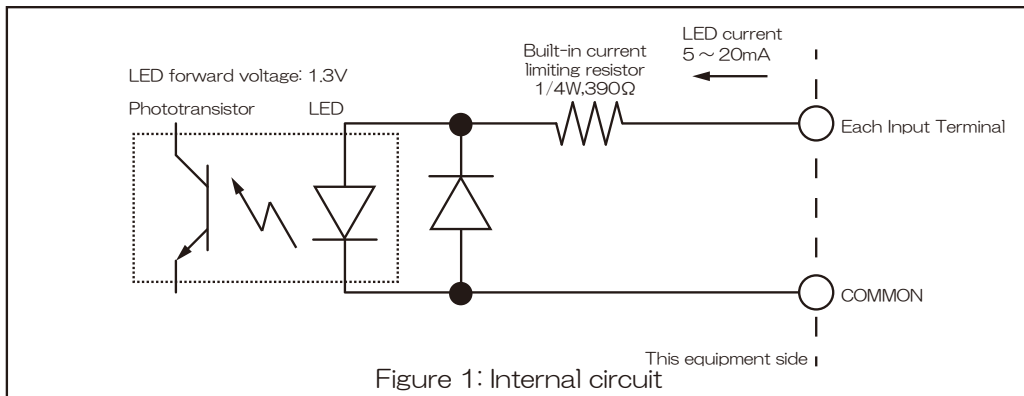 LED current
5～20mA
Built-in current
limiting resistor
1/4W,390Ω
LED forward voltage: 1.3V
Phototransistor
LED
Each Input Terminal
COMMON
This equipment side
Figure 1: Internal circuit